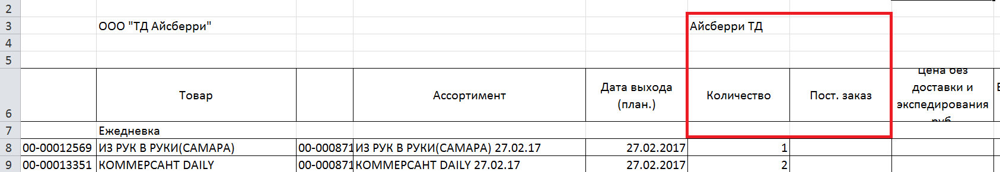 2
3 ООО "ТД Айсберри" Айсберри ТД
4
5
6 Товар Ассортимент Дата выхода (план.) Количество Пост. заказ Цена без доставки и экспедирования руб.
7 Ежедневка
8 00-00012569 ИЗ РУК В РУКИ(САМАРА) 00-000871 ИЗ РУК В РУКИ(САМАРА) 27.02.17 27.02.2017 1
9 00-00013351 КОММЕРСАНТ DAILY 00-000871 КОММЕРСАНТ DAILY 27.02.17 27.02.2017 2